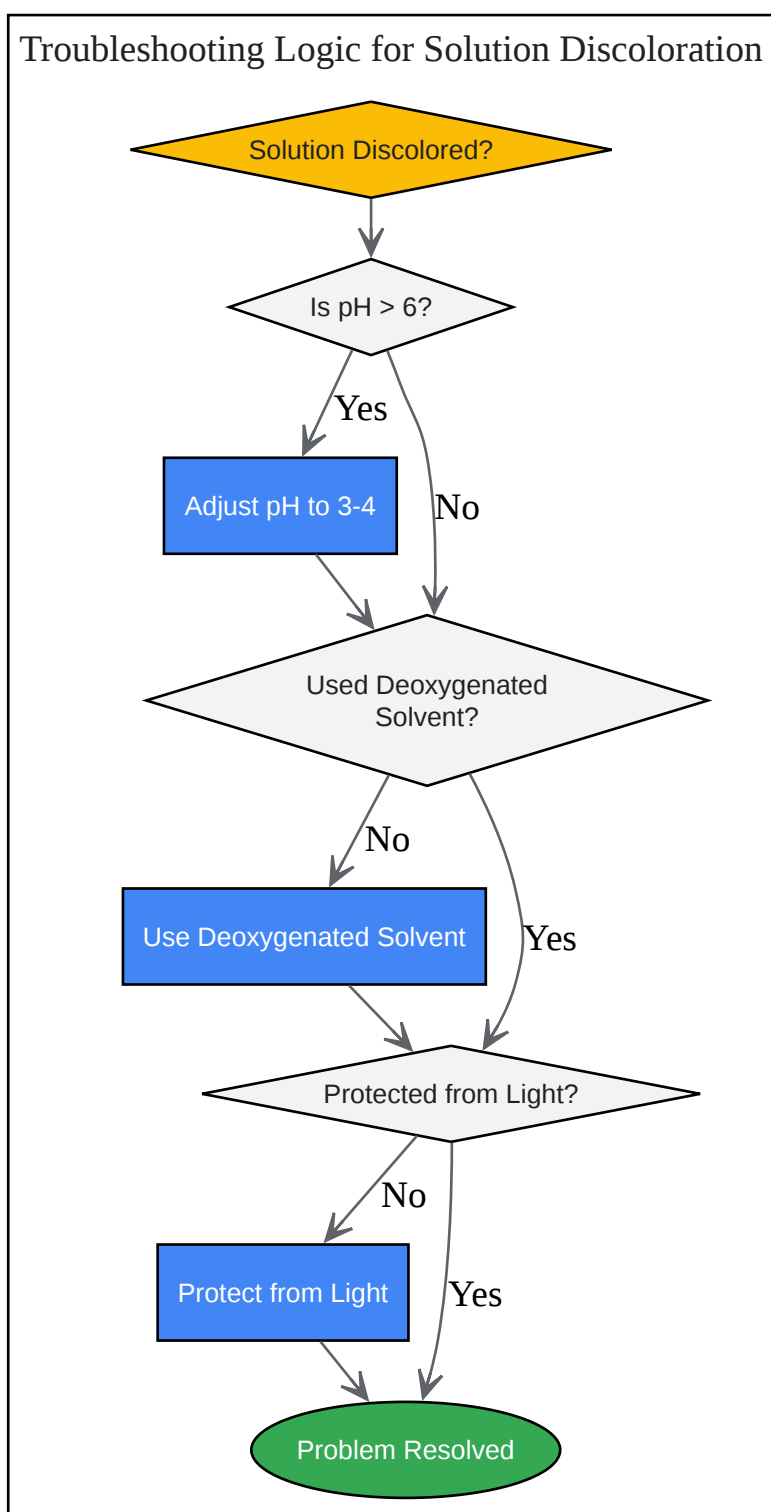 Troubleshooting Logic for Solution Discoloration
Solution Discolored?
Is pH > 6?
Yes
Adjust pH to 3-4
No
Used Deoxygenated
Solvent?
No
Use Deoxygenated Solvent
Yes
Protected from Light?
No
Protect from Light
Yes
Problem Resolved